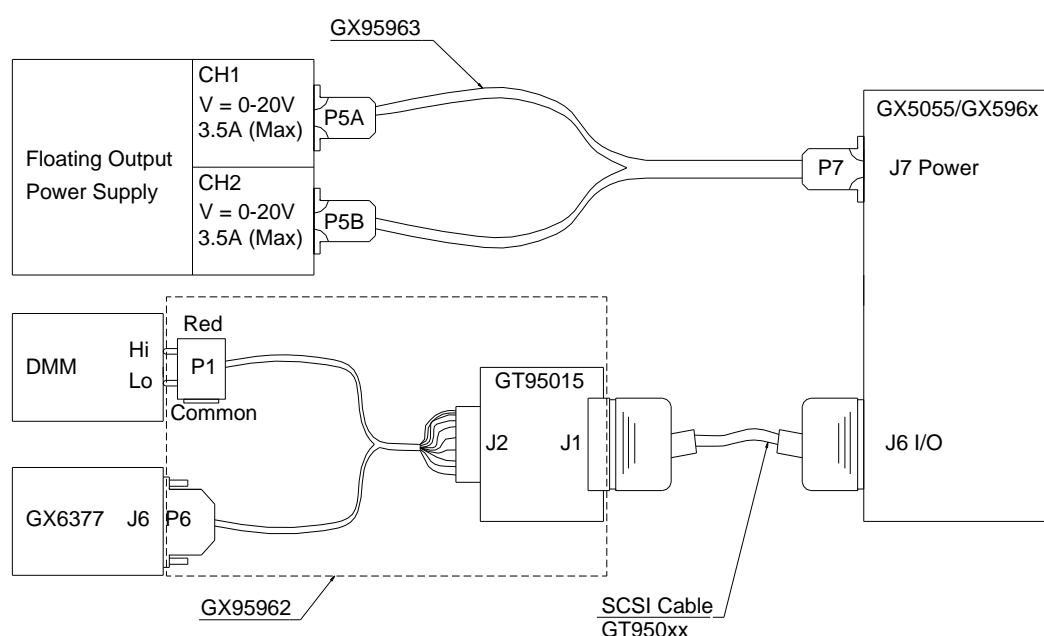 GX95963
CH1
V = 0-20V
3.5A (Max)
P5A
Floating Output
Power Supply
CH2
V = 0-20V
3.5A (Max)
P5B
GX5055/GX596x
P7
J7 Power
Red
Hi
DMM
P1
Lo
Common
GT95015
J2
J1
J6 I/O
GX6377
J6
P6
GX95962
SCSI Cable
GT950xx